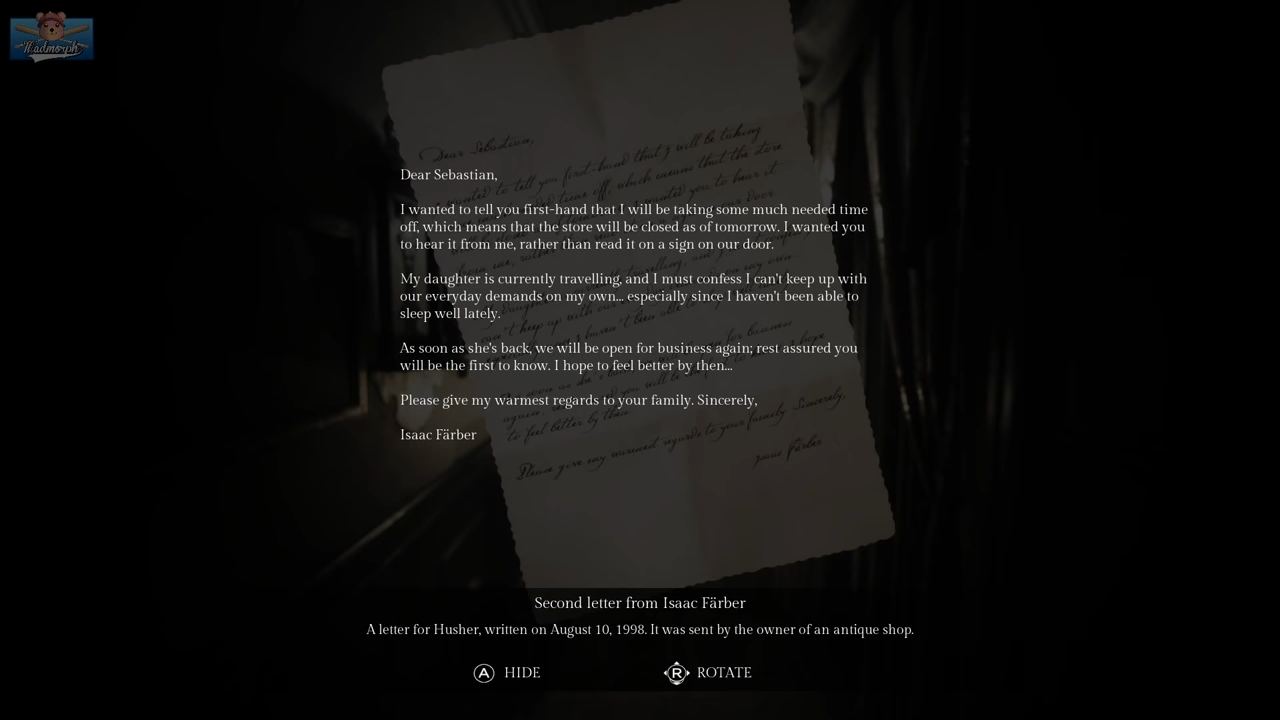 Madmorph
Dear Sebastian,
I wanted to tell you first-hand that I will be taking some much needed time
off, which means that the store will be closed as of tomorrow. I wanted you
to hear it from me, rather than read it on a sign on our door.
My daughter is currently travelling, and I must confess I can't keep up with
our everyday demands on my own... especially since I haven't been able to
sleep well lately.
As soon as she's back, we will be open for business again; rest assured you
will be the first to know. I hope to feel better by then...
Please give my warmest regards to your family. Sincerely,
Isaac Färber
Second letter from Isaac Färber
A letter for Husher, written on August 10, 1998. It was sent by the owner of an antique shop.
A HIDE
R ROTATE